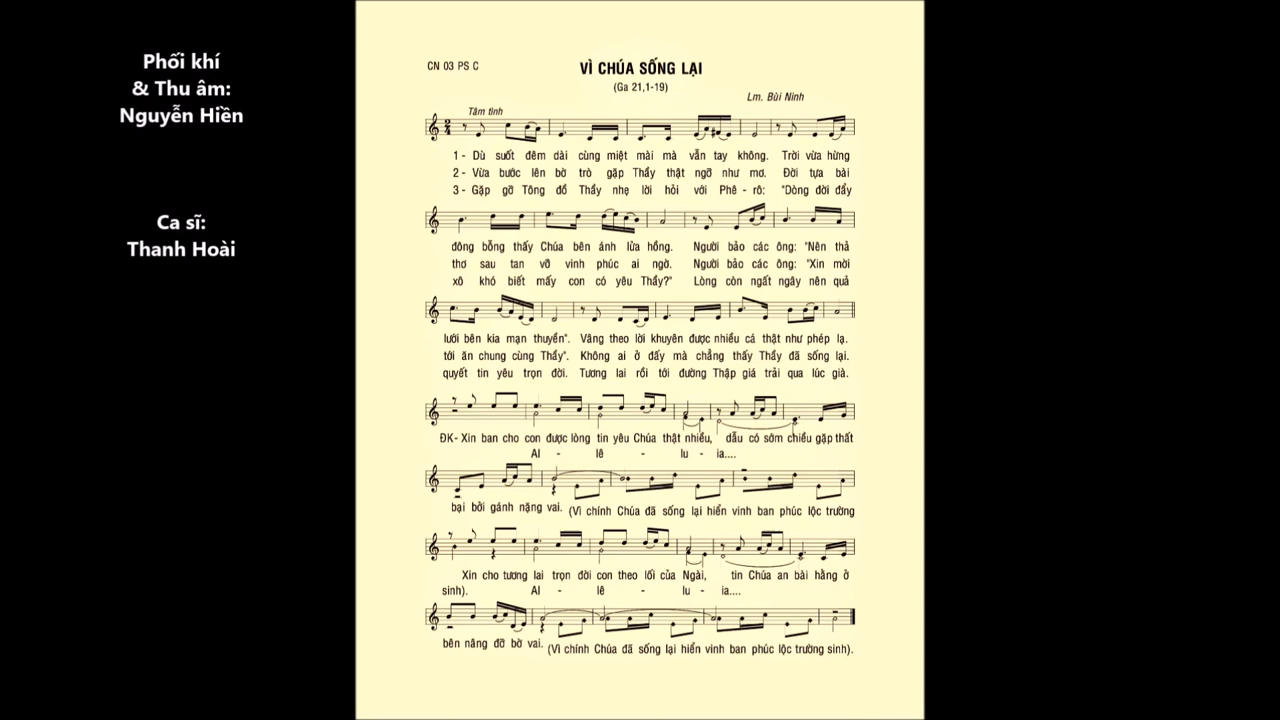 Phối khí
& Thu âm:
Nguyễn Hiền
Ca sĩ:
Thanh Hoài
CN 03 PS C
VÌ CHÚA SỐNG LẠI
(Ga 21,1-19)
Lm. Bùi Ninh
Tâm tình
1- Dù suốt đêm dài cùng miệt mài mà vẫn tay không. Trời vừa hừng
2- Vừa bước lên bờ trò gặp Thầy thật ngỡ như mơ. Đời tựa bài
3- Gặp gỡ Tông đồ Thầy nhẹ lời hỏi với Phê - rô: "Dòng đời đẩy
đông bỗng thấy Chúa bên ánh lửa hồng. Người bảo các ông: "Nên thả
thơ sau tan vỡ vinh phúc ai ngờ. Người bảo các ông: "Xin mời
xô khó biết mấy con có yêu Thầy?" Lòng còn ngất ngây nên quả
lưới bên kia mạn thuyền". Vâng theo lời khuyên được nhiều cá thật như phép lạ.
tới ăn chung cùng Thầy". Không ai ở đấy mà chẳng thấy Thầy đã sống lại.
quyết tin yêu trọn đời. Tương lai rồi tới đường Thập giá trải qua lúc già.
ĐK- Xin ban cho con được lòng tin yêu Chúa thật nhiều, dẫu có sớm chiều gặp thất
Al - lê - lu - ia....
bại bởi gánh nặng vai. (Vì chính Chúa đã sống lại hiển vinh ban phúc lộc trường
Xin cho tương lai trọn đời con theo lối của Ngài, tin Chúa an bài hằng ở
sinh). Al - lê - lu - ia....
bên nâng đỡ bờ vai. (Vì chính Chúa đã sống lại hiển vinh ban phúc lộc trường sinh).